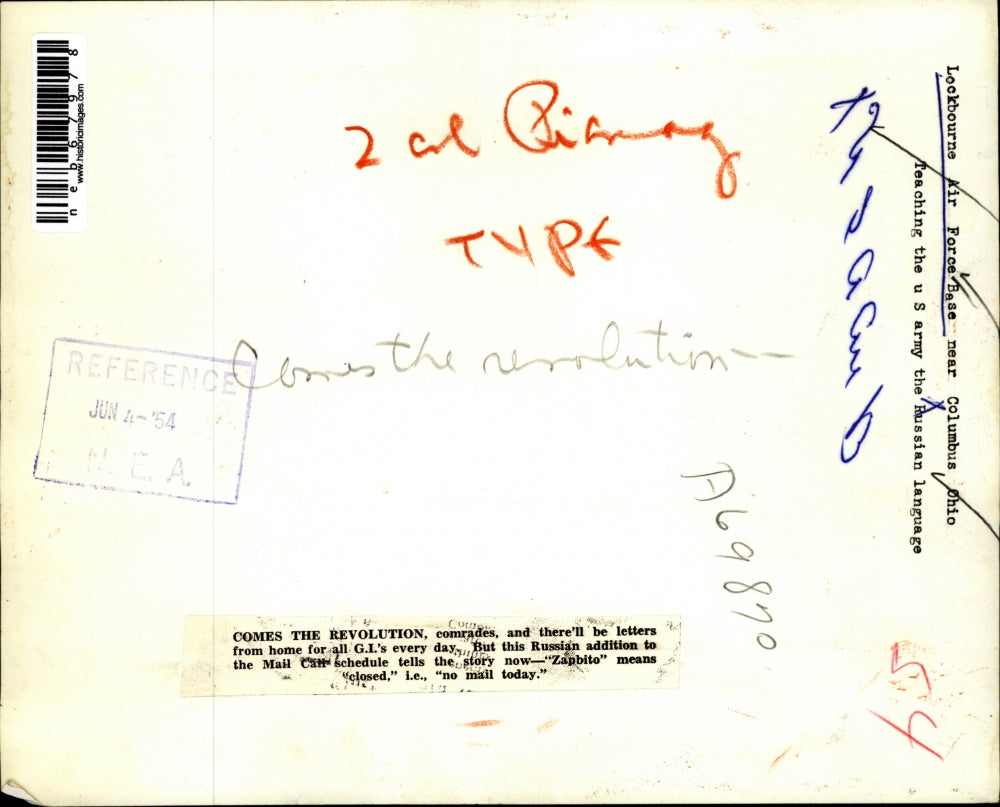 neb67978
www.historicimages.com
2 col
TYPE
Comes the revolution—
REFERENCE
JUN 4-'54
N. E. A.
Lockbourne Air Force Base near Columbus Ohio
Teaching the u S army the Russian language
A69870
COMES THE REVOLUTION, comrades, and there'll be letters
from home for all G.I.'s every day. But this Russian addition to
the Mail Call schedule tells the story now—"Zapbito" means
"closed," i.e., "no mail today."
54